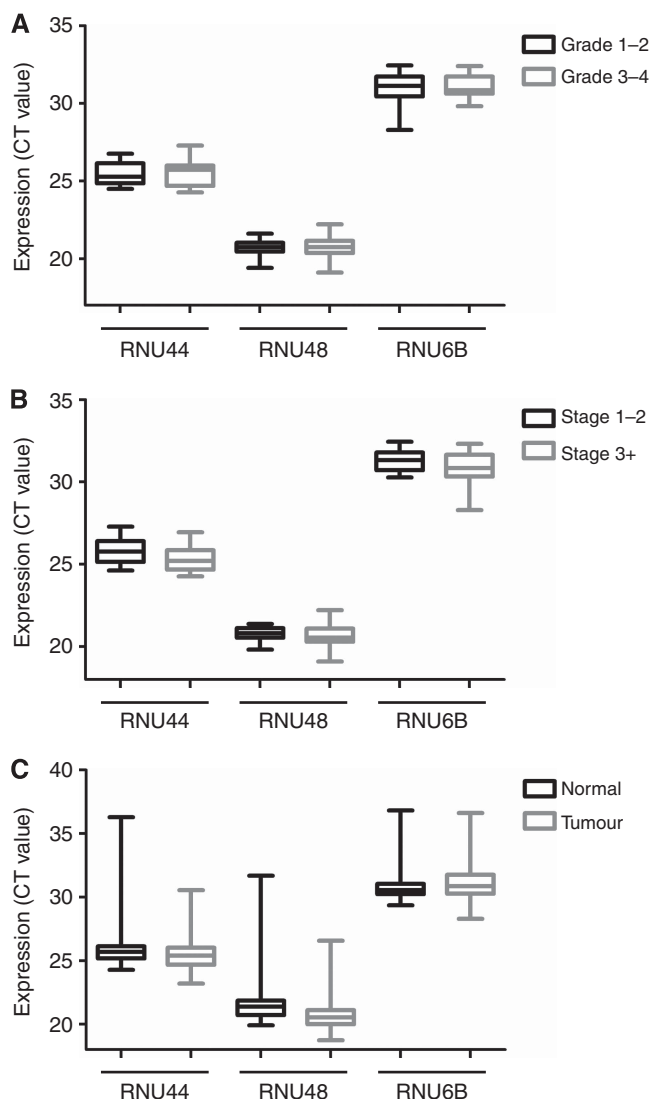 A
35
30
25
20
Expression (CT value)
Grade 1–2
Grade 3–4
RNU44 RNU48 RNU6B
B
35
30
25
20
Expression (CT value)
Stage 1–2
Stage 3+
RNU44 RNU48 RNU6B
C
40
35
30
25
20
Expression (CT value)
Normal
Tumour
RNU44 RNU48 RNU6B